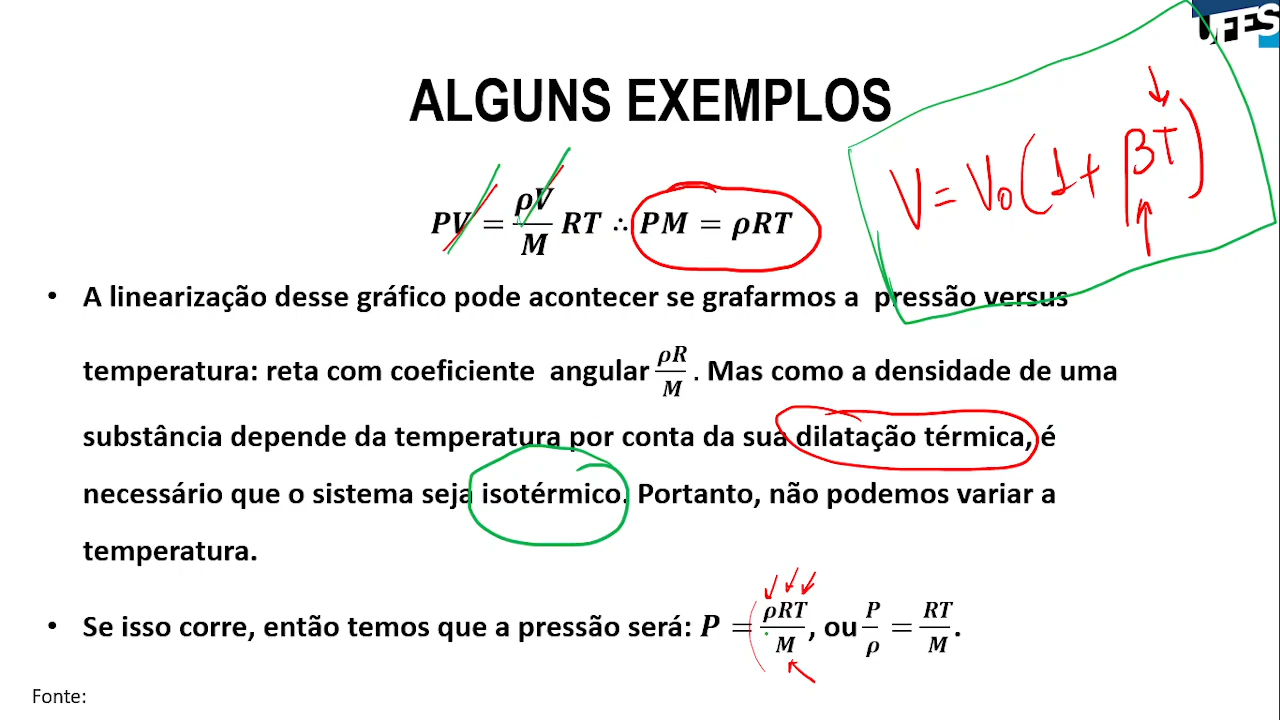 UFES
ALGUNS EXEMPLOS
V = V₀(1 + βT)
PV = ρV/M RT ∴ PM = ρRT
• A linearização desse gráfico pode acontecer se grafarmos a pressão versus
temperatura: reta com coeficiente angular ρR/M . Mas como a densidade de uma
substância depende da temperatura por conta da sua dilatação térmica, é
necessário que o sistema seja isotérmico. Portanto, não podemos variar a
temperatura.
• Se isso corre, então temos que a pressão será: P = ρRT/M, ou P/ρ = RT/M.
Fonte: